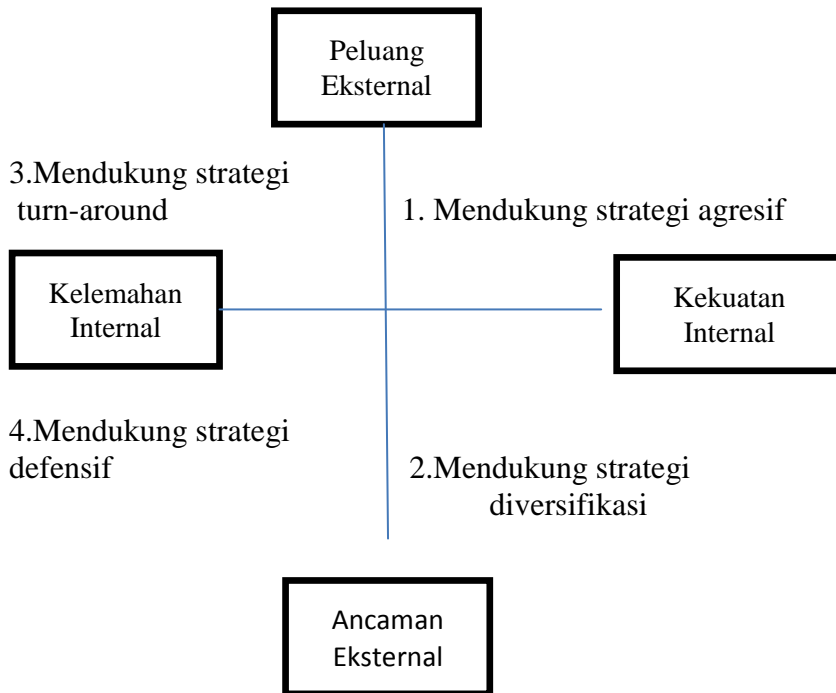 Peluang
Eksternal
3.Mendukung strategi
turn-around
1. Mendukung strategi agresif
Kelemahan
Internal
Kekuatan
Internal
4.Mendukung strategi
defensif
2.Mendukung strategi
diversifikasi
Ancaman
Eksternal